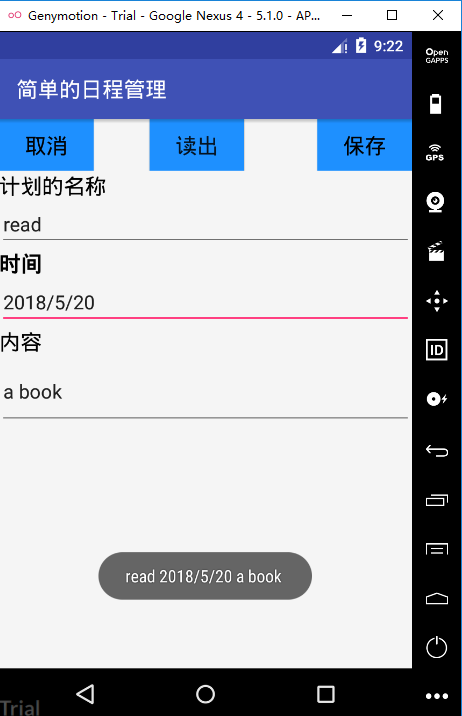 Genymotion - Trial - Google Nexus 4 - 5.1.0 - AP...
9:22
Open
GAPPS
简单的日程管理
取消 读出 保存
GPS
计划的名称
read
时间
2018/5/20
内容
ID
a book
read 2018/5/20 a book
Trial